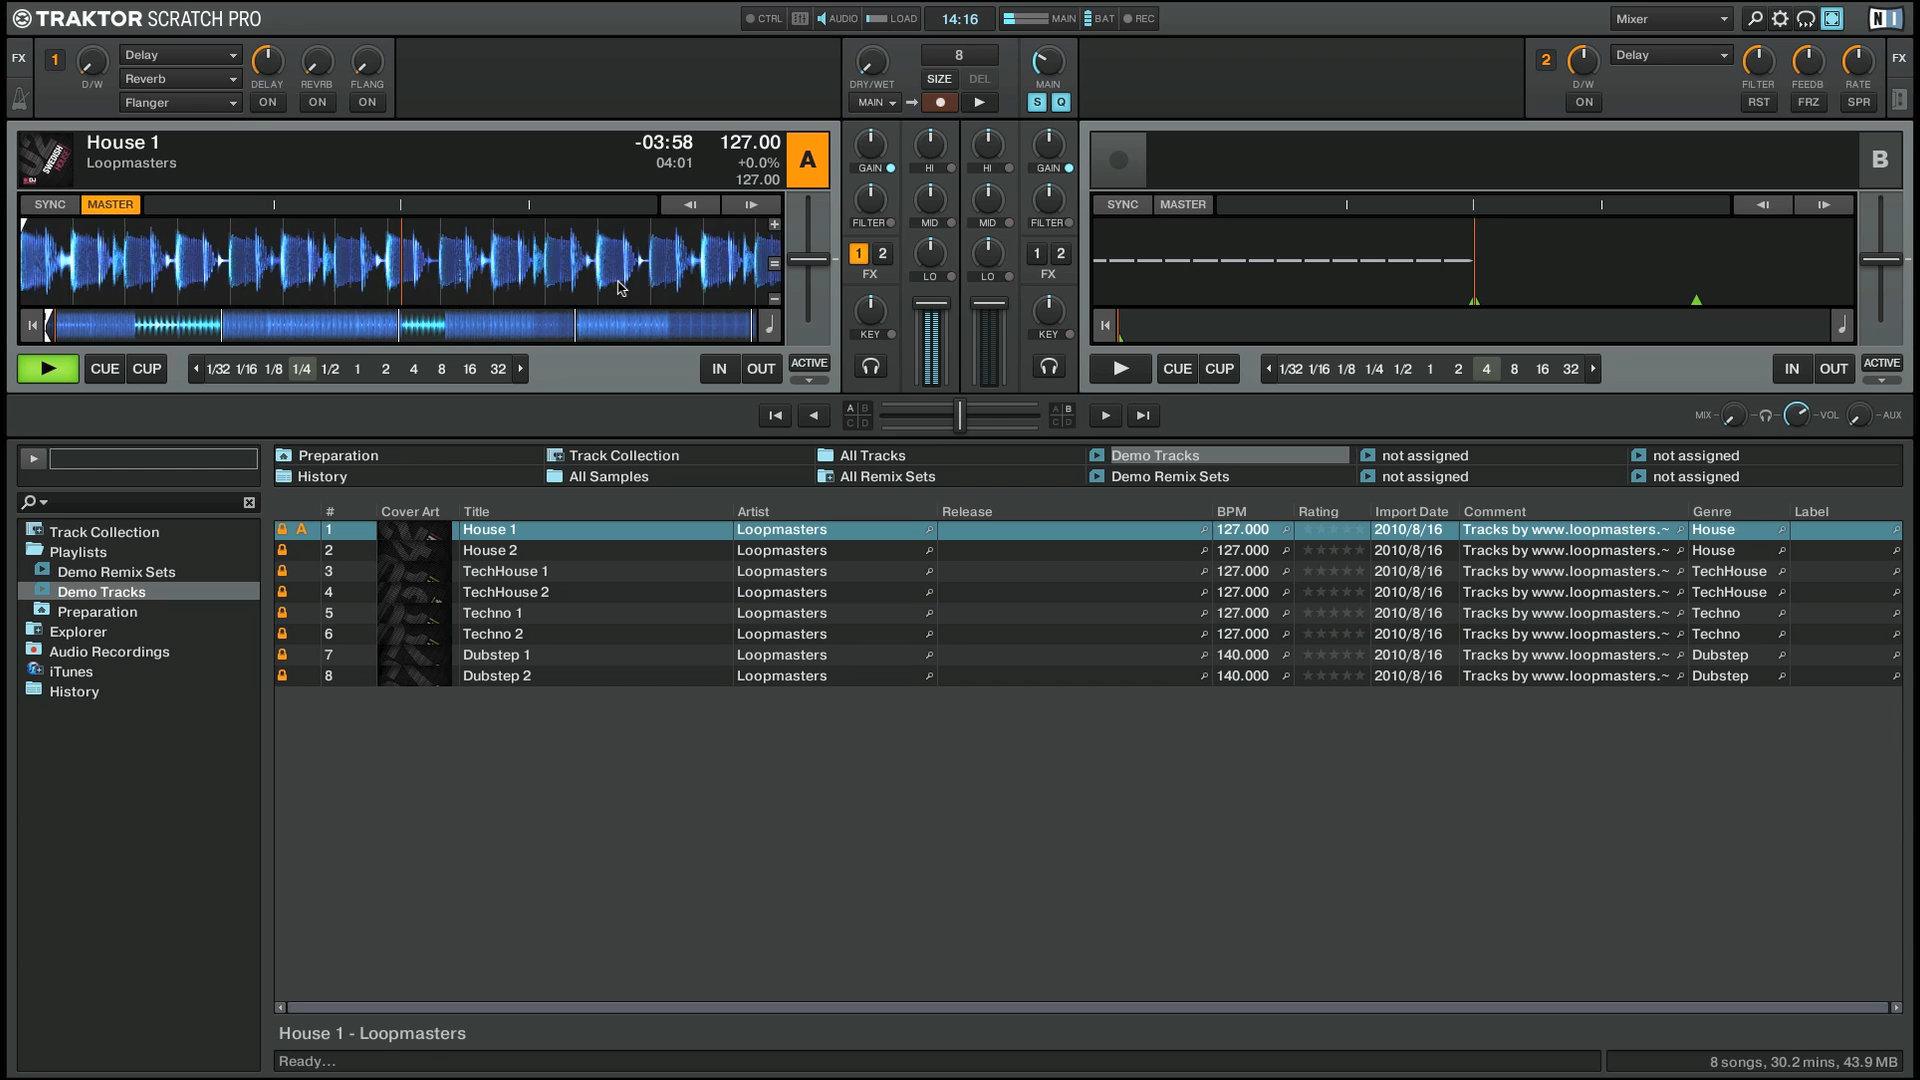 TRAKTOR SCRATCH PRO
CTRL AUDIO LOAD 14:16 MAIN BAT REC Mixer
FX 1 D/W Delay Reverb Flanger DELAY REVRB FLANG ON ON ON
DRY/WET MAIN 8 SIZE DEL MAIN S Q
2 D/W ON Delay FILTER FEEDB RATE RST FRZ SPR FX
House 1 -03:58 127.00 A
Loopmasters 04:01 +0.0%
127.00
SYNC MASTER
CUE CUP 1/32 1/16 1/8 1/4 1/2 1 2 4 8 16 32 IN OUT ACTIVE
GAIN HI HI GAIN
FILTER MID MID FILTER
1 2 1 2
FX LO LO FX
KEY KEY
B
SYNC MASTER
CUE CUP 1/32 1/16 1/8 1/4 1/2 1 2 4 8 16 32 IN OUT ACTIVE
A B C D A B C D MIX VOL AUX
Preparation Track Collection All Tracks Demo Tracks not assigned not assigned
History All Samples All Remix Sets Demo Remix Sets not assigned not assigned
Track Collection
Playlists
Demo Remix Sets
Demo Tracks
Preparation
Explorer
Audio Recordings
iTunes
History
# Cover Art Title Artist Release BPM Rating Import Date Comment Genre Label
A 1 House 1 Loopmasters 127.000 2010/8/16 Tracks by www.loopmasters.~ House
2 House 2 Loopmasters 127.000 2010/8/16 Tracks by www.loopmasters.~ House
3 TechHouse 1 Loopmasters 127.000 2010/8/16 Tracks by www.loopmasters.~ TechHouse
4 TechHouse 2 Loopmasters 127.000 2010/8/16 Tracks by www.loopmasters.~ TechHouse
5 Techno 1 Loopmasters 127.000 2010/8/16 Tracks by www.loopmasters.~ Techno
6 Techno 2 Loopmasters 127.000 2010/8/16 Tracks by www.loopmasters.~ Techno
7 Dubstep 1 Loopmasters 140.000 2010/8/16 Tracks by www.loopmasters.~ Dubstep
8 Dubstep 2 Loopmasters 140.000 2010/8/16 Tracks by www.loopmasters.~ Dubstep
House 1 - Loopmasters
Ready...
8 songs, 30.2 mins, 43.9 MB